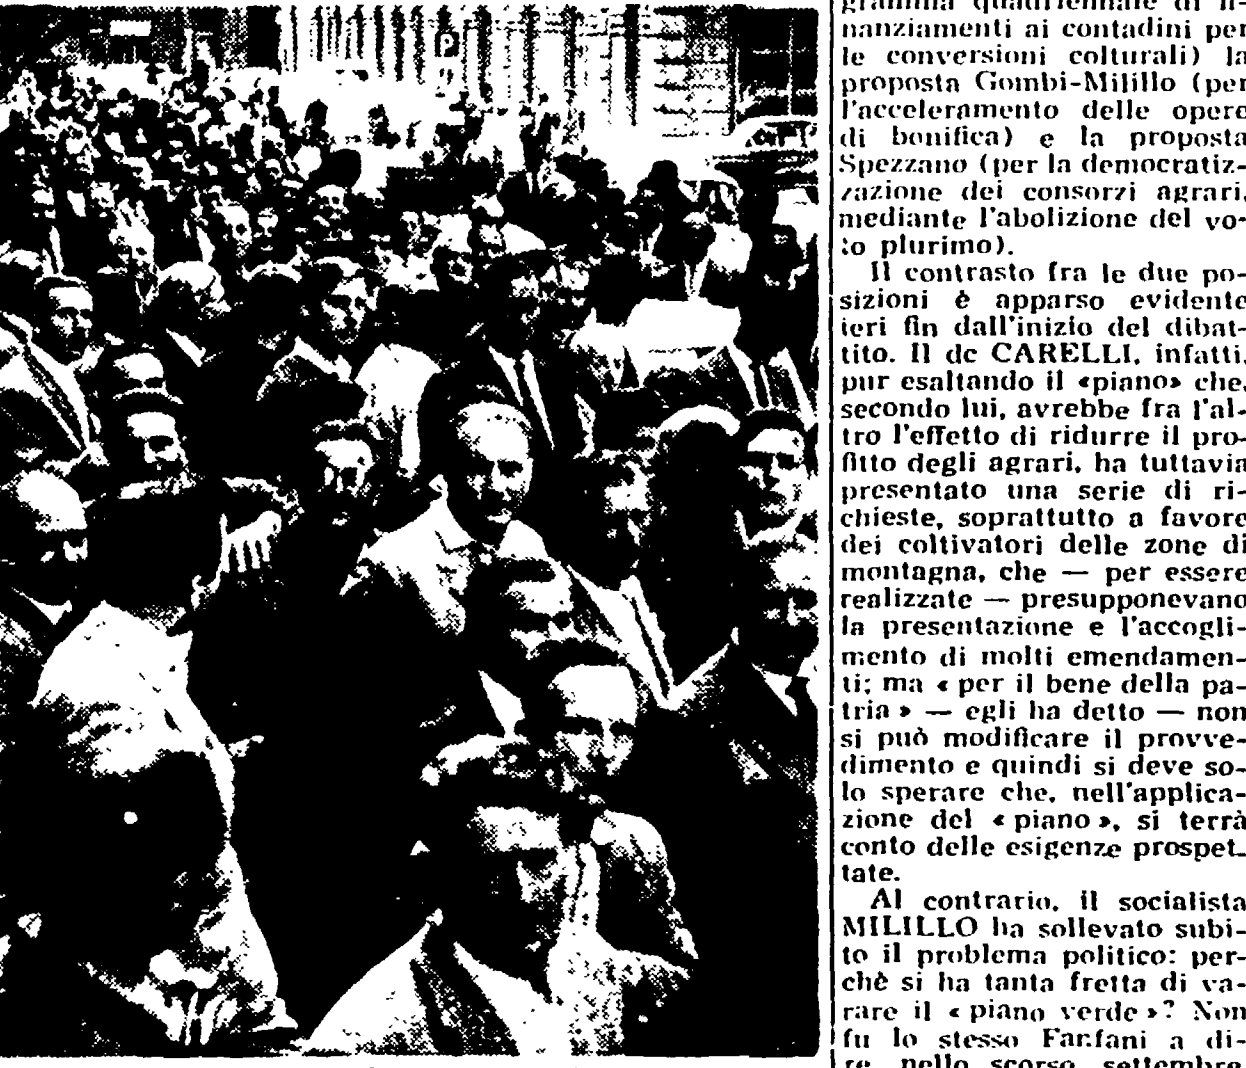 P
gramma quadriennale di fi-
nanziamenti ai contadini per
le conversioni colturali) la
proposta Gombi-Milillo (per
l'acceleramento delle opere
di bonifica) e la proposta
Spezzano (per la democratiz-
zazione dei consorzi agrari,
mediante l'abolizione del vo-
to plurimo).
Il contrasto fra le due po-
sizioni è apparso evidente
ieri fin dall'inizio del dibat-
tito. Il dc CARELLI, infatti,
pur esaltando il «piano» che,
secondo lui, avrebbe fra l'al-
tro l'effetto di ridurre il pro-
fitto degli agrari, ha tuttavia
presentato una serie di ri-
chieste, soprattutto a favore
dei coltivatori delle zone di
montagna, che — per essere
realizzate — presupponevano
la presentazione e l'accogli-
mento di molti emendamen-
ti; ma « per il bene della pa-
tria » — egli ha detto — non
si può modificare il provve-
dimento e quindi si deve so-
lo sperare che, nell'applica-
zione del « piano », si terrà
conto delle esigenze prospet-
tate.
Al contrario, il socialista
MILILLO ha sollevato subi-
to il problema politico: per-
chè si ha tanta fretta di va-
rare il « piano verde »? Non
fu lo stesso Fanfani a di-
re, nello scorso settembre,